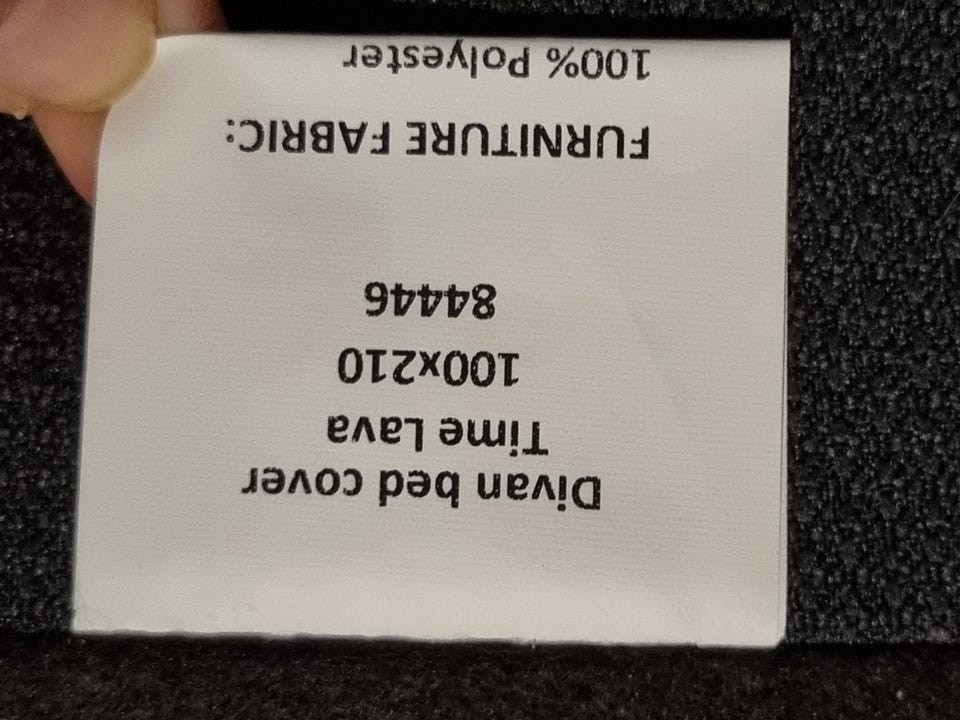 Divan bed cover
Time Lava
100x210
84446
FURNITURE FABRIC:
100% Polyester